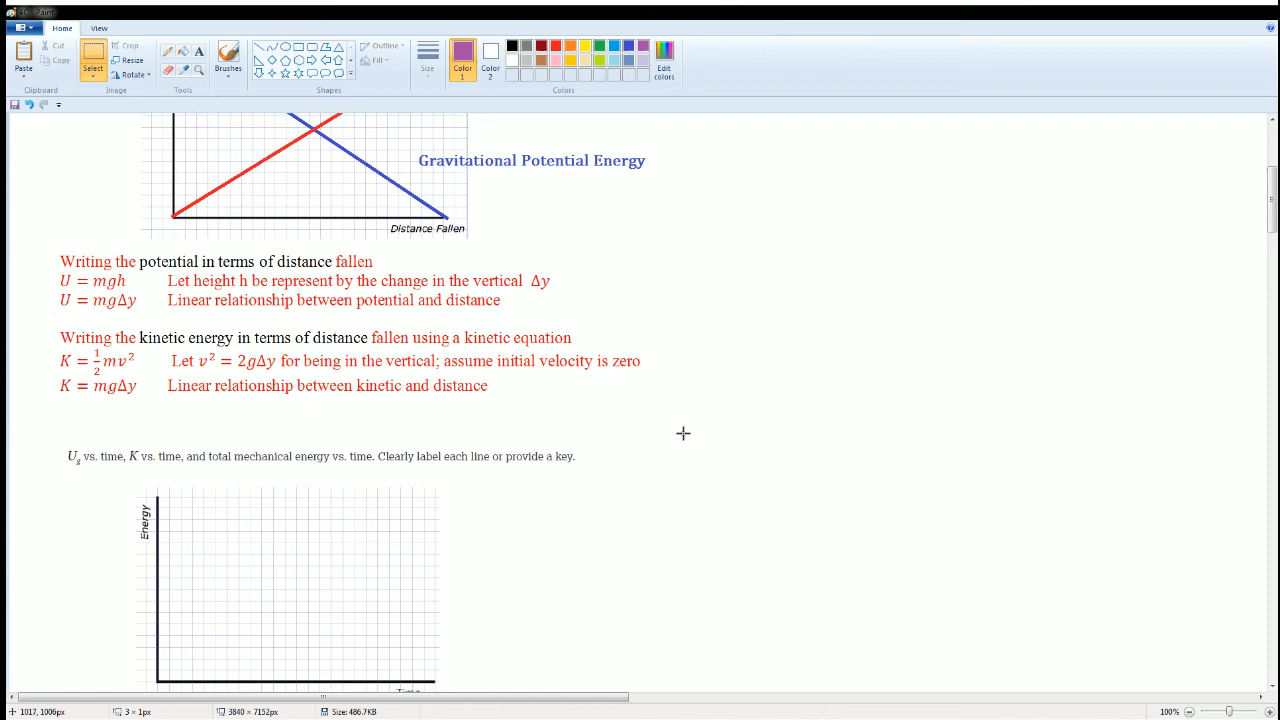 4C - Paint
Home View
Paste
Cut
Copy
Clipboard
Select
Crop
Resize
Rotate
Image
Tools
Brushes
Shapes
Outline
Fill
Size
Color 1
Color 2
Edit colors
Colors
Gravitational Potential Energy
Distance Fallen
Writing the potential in terms of distance fallen
U = mgh Let height h be represent by the change in the vertical Δy
U = mgΔy Linear relationship between potential and distance
Writing the kinetic energy in terms of distance fallen using a kinetic equation
K = 1/2 mv² Let v² = 2gΔy for being in the vertical; assume initial velocity is zero
K = mgΔy Linear relationship between kinetic and distance
U_g vs. time, K vs. time, and total mechanical energy vs. time. Clearly label each line or provide a key.
Energy
Time
1017, 1006px 3 × 1px 3840 × 7152px Size: 486.7KB 100%